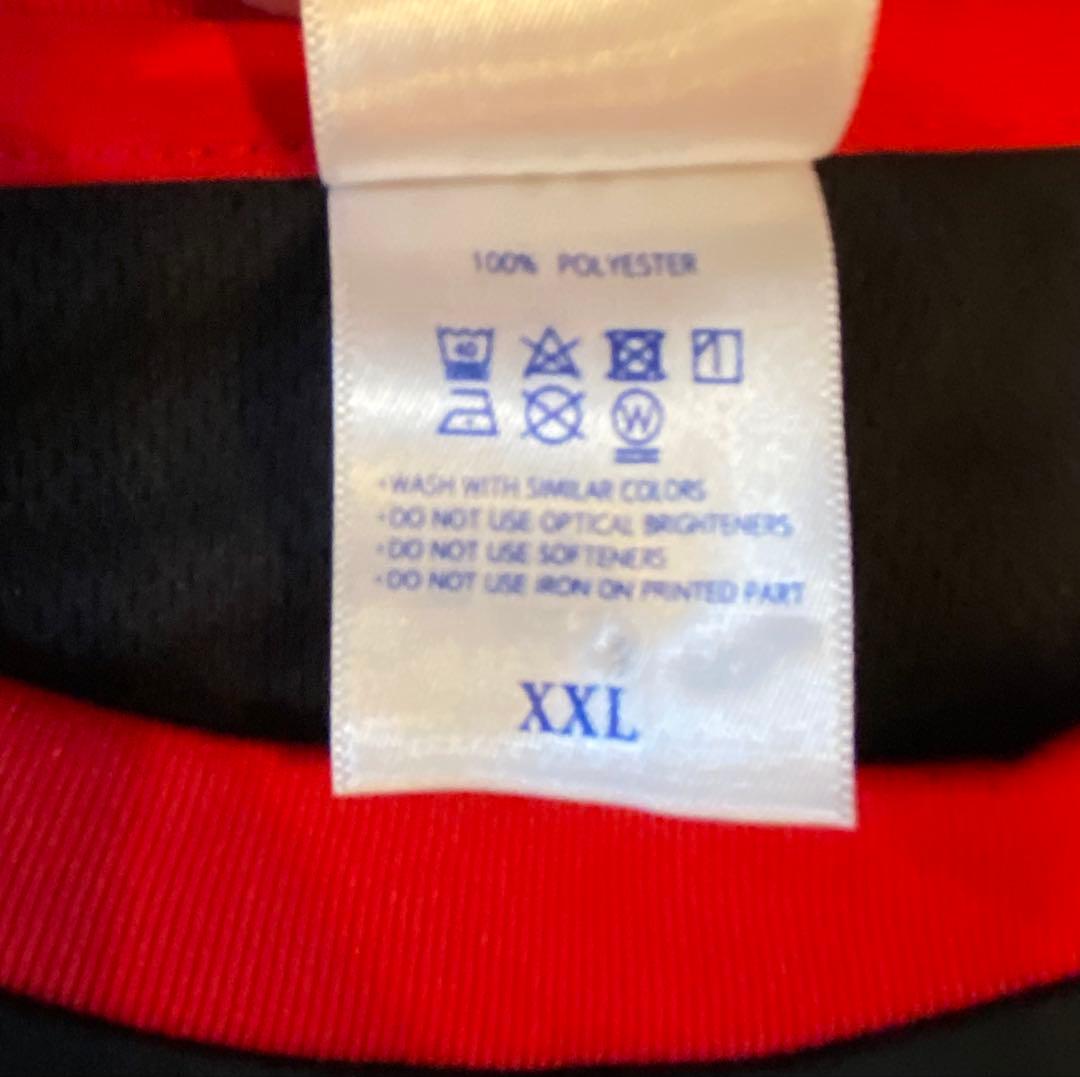 100% POLYESTER
40
W
•WASH WITH SIMILAR COLORS
•DO NOT USE OPTICAL BRIGHTENERS
•DO NOT USE SOFTENERS
•DO NOT USE IRON ON PRINTED PART
XXL